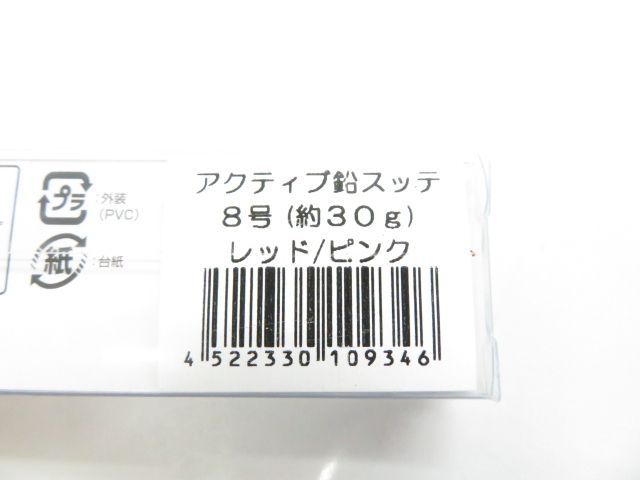 アクティブ鉛スッテ
8号(約30g)
レッド/ピンク
4 522330 109346
プラ :外装
(PVC)
紙 :台紙